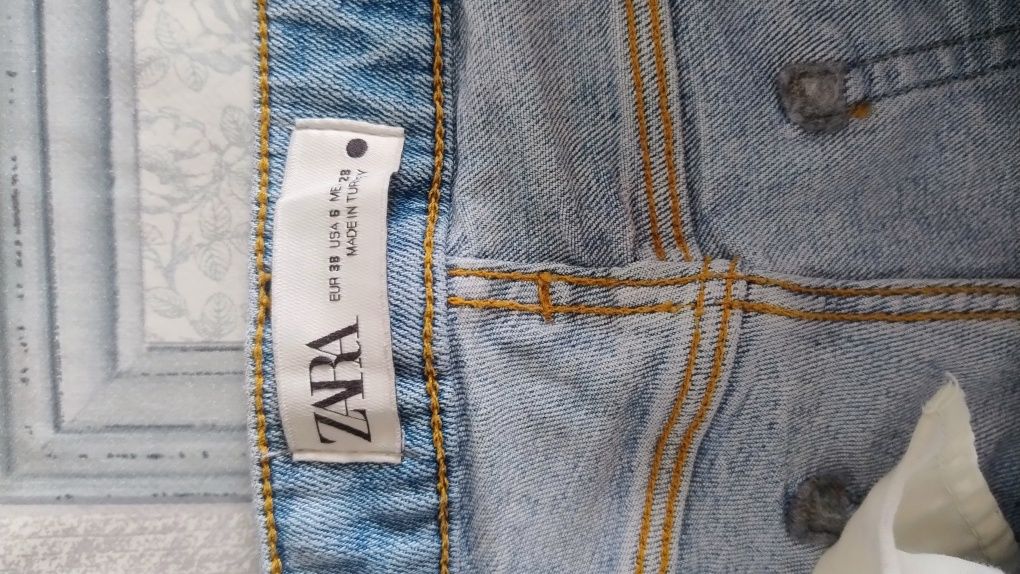 ZARA
EUR 38 USA 6 MEX 28
MADE IN TURKEY